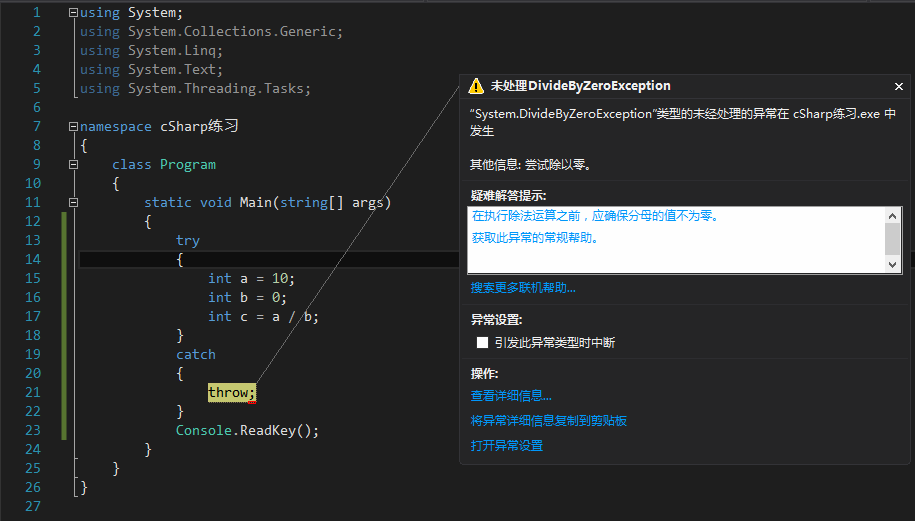 1 using System;
2 using System.Collections.Generic;
3 using System.Linq;
4 using System.Text;
5 using System.Threading.Tasks;
6
7 namespace cSharp练习
8 {
9 class Program
10 {
11 static void Main(string[] args)
12 {
13 try
14 {
15 int a = 10;
16 int b = 0;
17 int c = a / b;
18 }
19 catch
20 {
21 throw;
22 }
23 Console.ReadKey();
24 }
25 }
26 }
27
未处理DivideByZeroException
“System.DivideByZeroException”类型的未经处理的异常在 cSharp练习.exe 中
发生
其他信息: 尝试除以零。
疑难解答提示:
在执行除法运算之前，应确保分母的值不为零。
获取此异常的常规帮助。
搜索更多联机帮助...
异常设置:
引发此异常类型时中断
操作:
查看详细信息...
将异常详细信息复制到剪贴板
打开异常设置